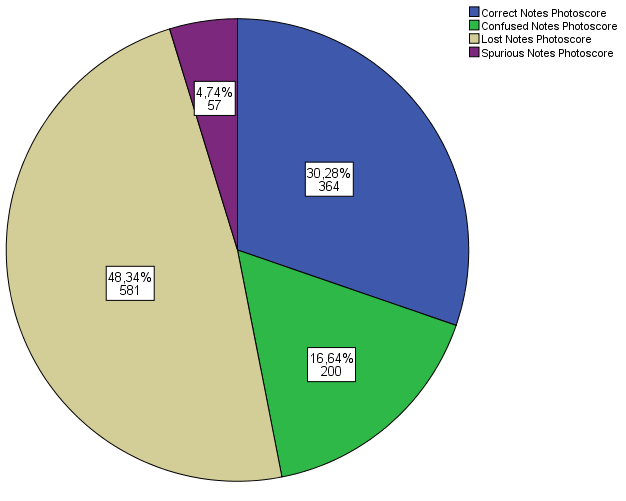 Correct Notes Photoscore
Confused Notes Photoscore
Lost Notes Photoscore
Spurious Notes Photoscore
4,74%
57
30,28%
364
48,34%
581
16,64%
200